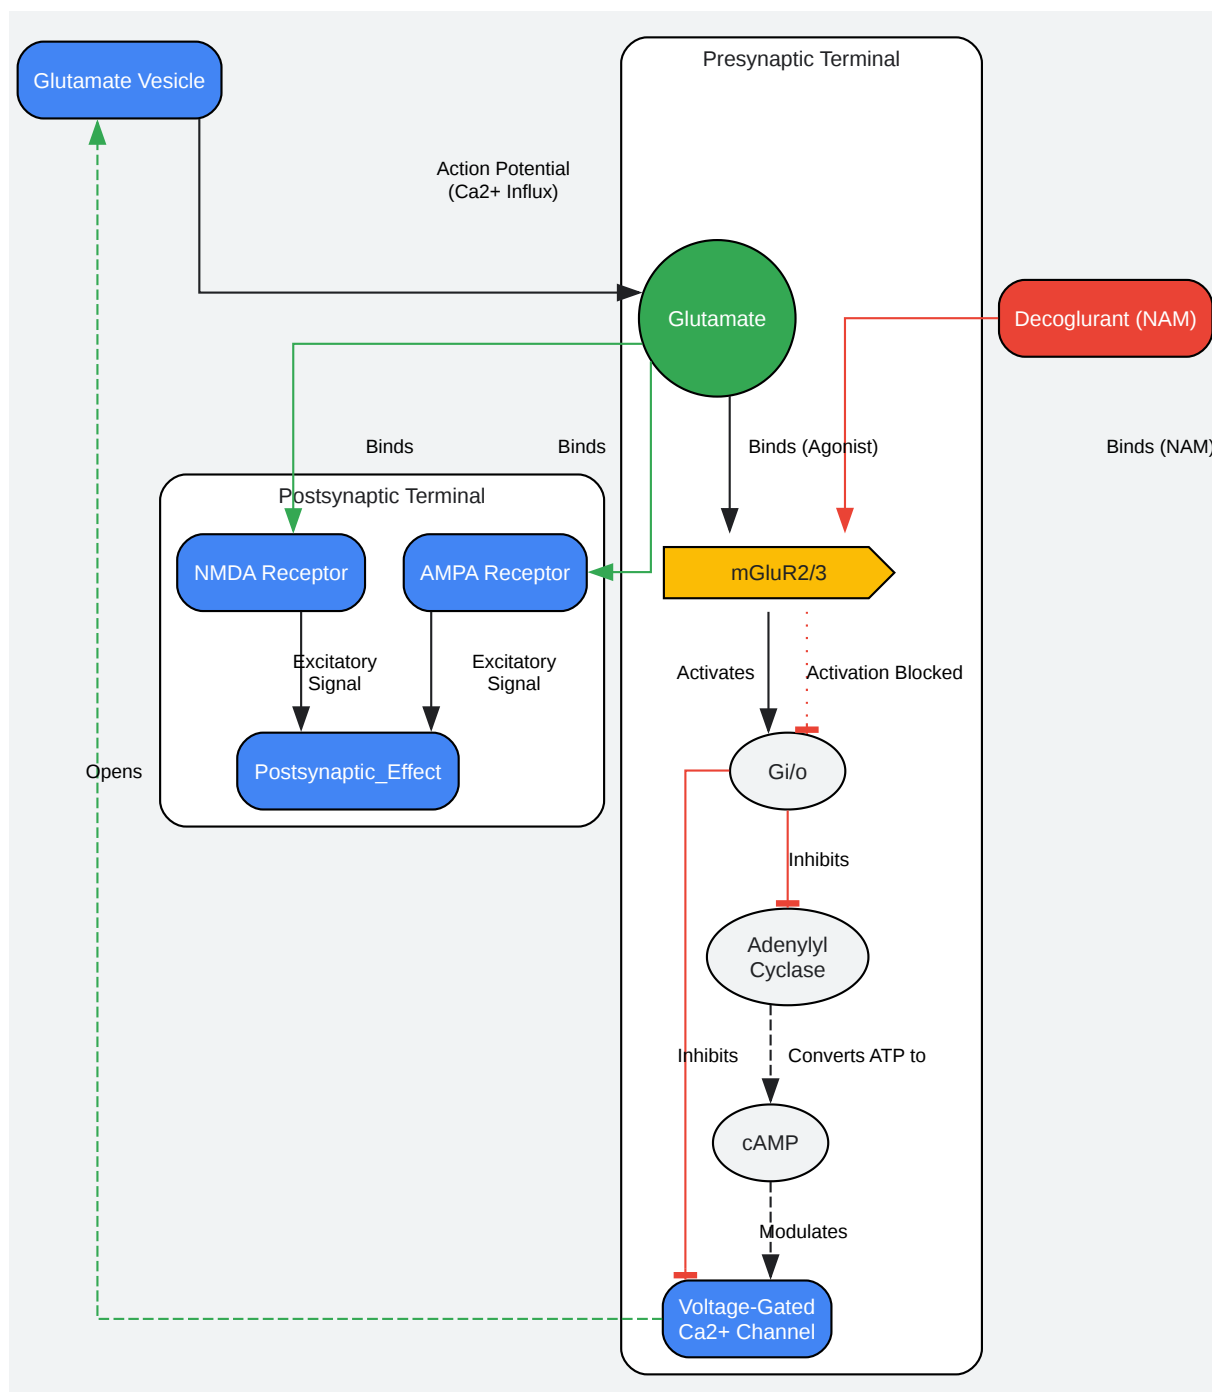 Presynaptic Terminal
Glutamate Vesicle
Action Potential
(Ca2+ Influx)
Glutamate
Decoglurant (NAM)
Binds
Binds
Binds (Agonist)
Binds (NAM)
Postsynaptic Terminal
NMDA Receptor
AMPA Receptor
mGluR2/3
Excitatory
Signal
Excitatory
Signal
Activates
Activation Blocked
Opens
Postsynaptic_Effect
Gi/o
Inhibits
Adenylyl
Cyclase
Inhibits
Converts ATP to
cAMP
Modulates
Voltage-Gated
Ca2+ Channel